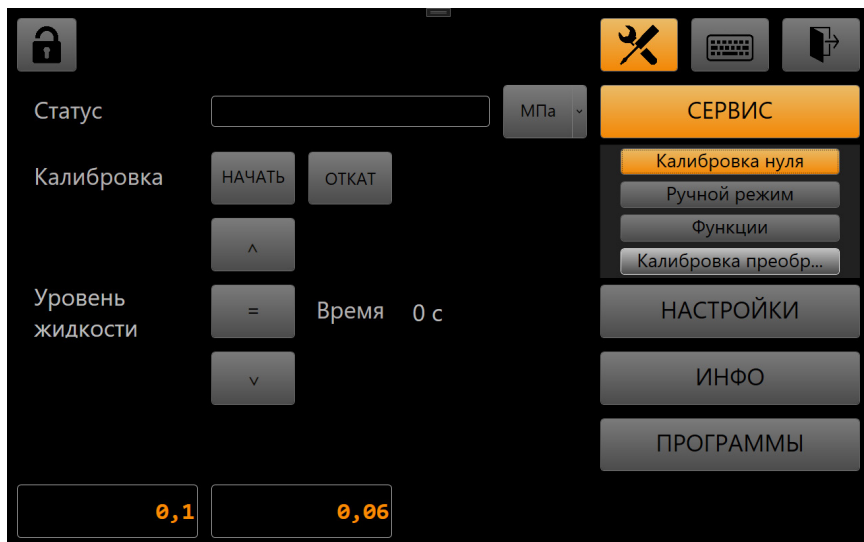 Статус
МПа
СЕРВИС
Калибровка
НАЧАТЬ
ОТКАТ
Калибровка нуля
Ручной режим
Функции
Калибровка преобр...
^
Уровень
жидкости
=
Время
0 с
v
НАСТРОЙКИ
ИНФО
ПРОГРАММЫ
0,1
0,06